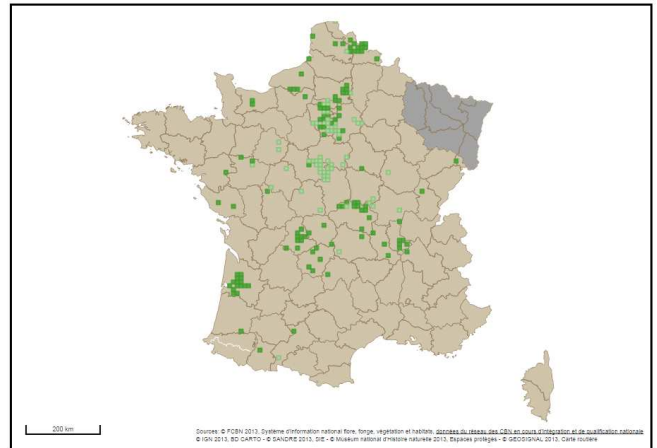 200 km
Sources: © FCBN 2013, Système d'information national flore, fonge, végétation et habitats, données du réseau des CBN en cours d'intégration et de qualification nationale
© IGN 2013, BD CARTO - © SANDRE 2013, SIE - © Muséum national d'Histoire naturelle 2013, Espaces protégés - © GEOSIGNAL 2013, Carte routière